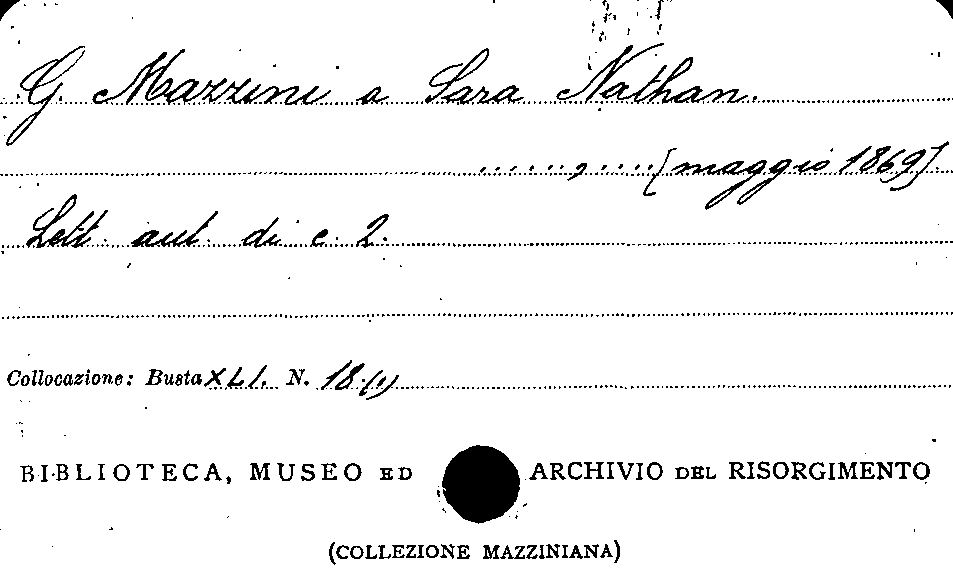 G. Mazzini a Sara Nathan.
......, ....[maggio 1869].
Lett. aut. di c. 2.
Collocazione: Busta XLI. N. 18 (1)
BIBLIOTECA, MUSEO ED ARCHIVIO DEL RISORGIMENTO
(COLLEZIONE MAZZINIANA)